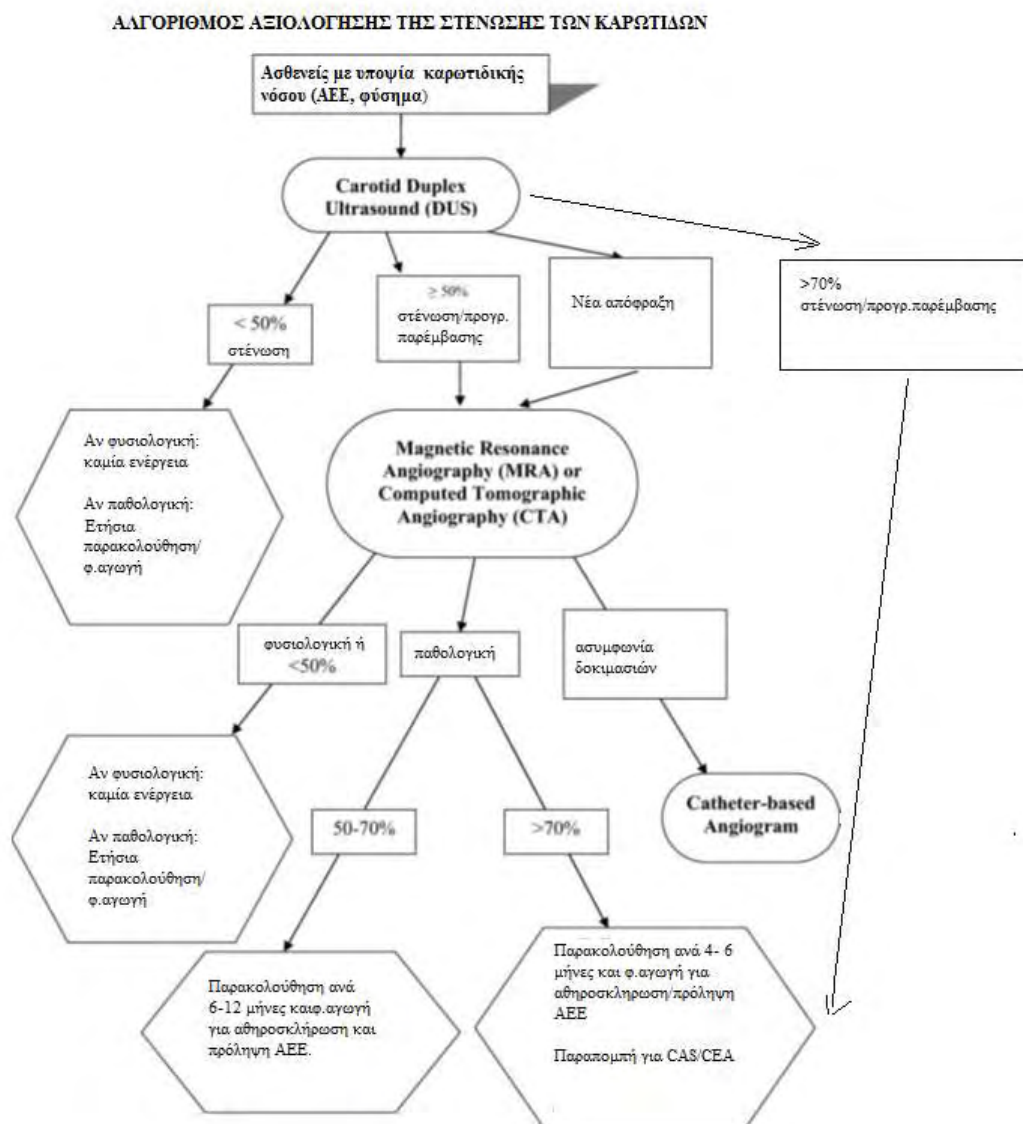 ΑΛΓΟΡΙΘΜΟΣ ΑΞΙΟΛΟΓΗΣΗΣ ΤΗΣ ΣΤΕΝΩΣΗΣ ΤΩΝ ΚΑΡΩΤΙΔΩΝ
Ασθενείς με υποψία καρωτιδικής
νόσου (ΑΕΕ, φύσημα)
Carotid Duplex
Ultrasound (DUS)
< 50%
στένωση
≥ 50%
στένωση/προγρ.
παρέμβασης
Νέα απόφραξη
>70%
στένωση/προγρ.παρέμβασης
Αν φυσιολογική:
καμία ενέργεια
Αν παθολογική:
Ετήσια
παρακολούθηση/
φ.αγωγή
Magnetic Resonance
Angiography (MRA) or
Computed Tomographic
Angiography (CTA)
φυσιολογική ή
<50%
παθολογική
ασυμφωνία
δοκιμασιών
Αν φυσιολογική:
καμία ενέργεια
Αν παθολογική:
Ετήσια
παρακολούθηση/
φ.αγωγή
50-70%
>70%
Catheter-based
Angiogram
Παρακολούθηση ανά
6-12 μήνες καιφ.αγωγή
για αθηροσκλήρωση και
πρόληψη ΑΕΕ.
Παρακολούθηση ανά 4- 6
μήνες και φ.αγωγή για
αθηροσκληρωση/πρόληψη
ΑΕΕ
Παραπομπή για CAS/CEA